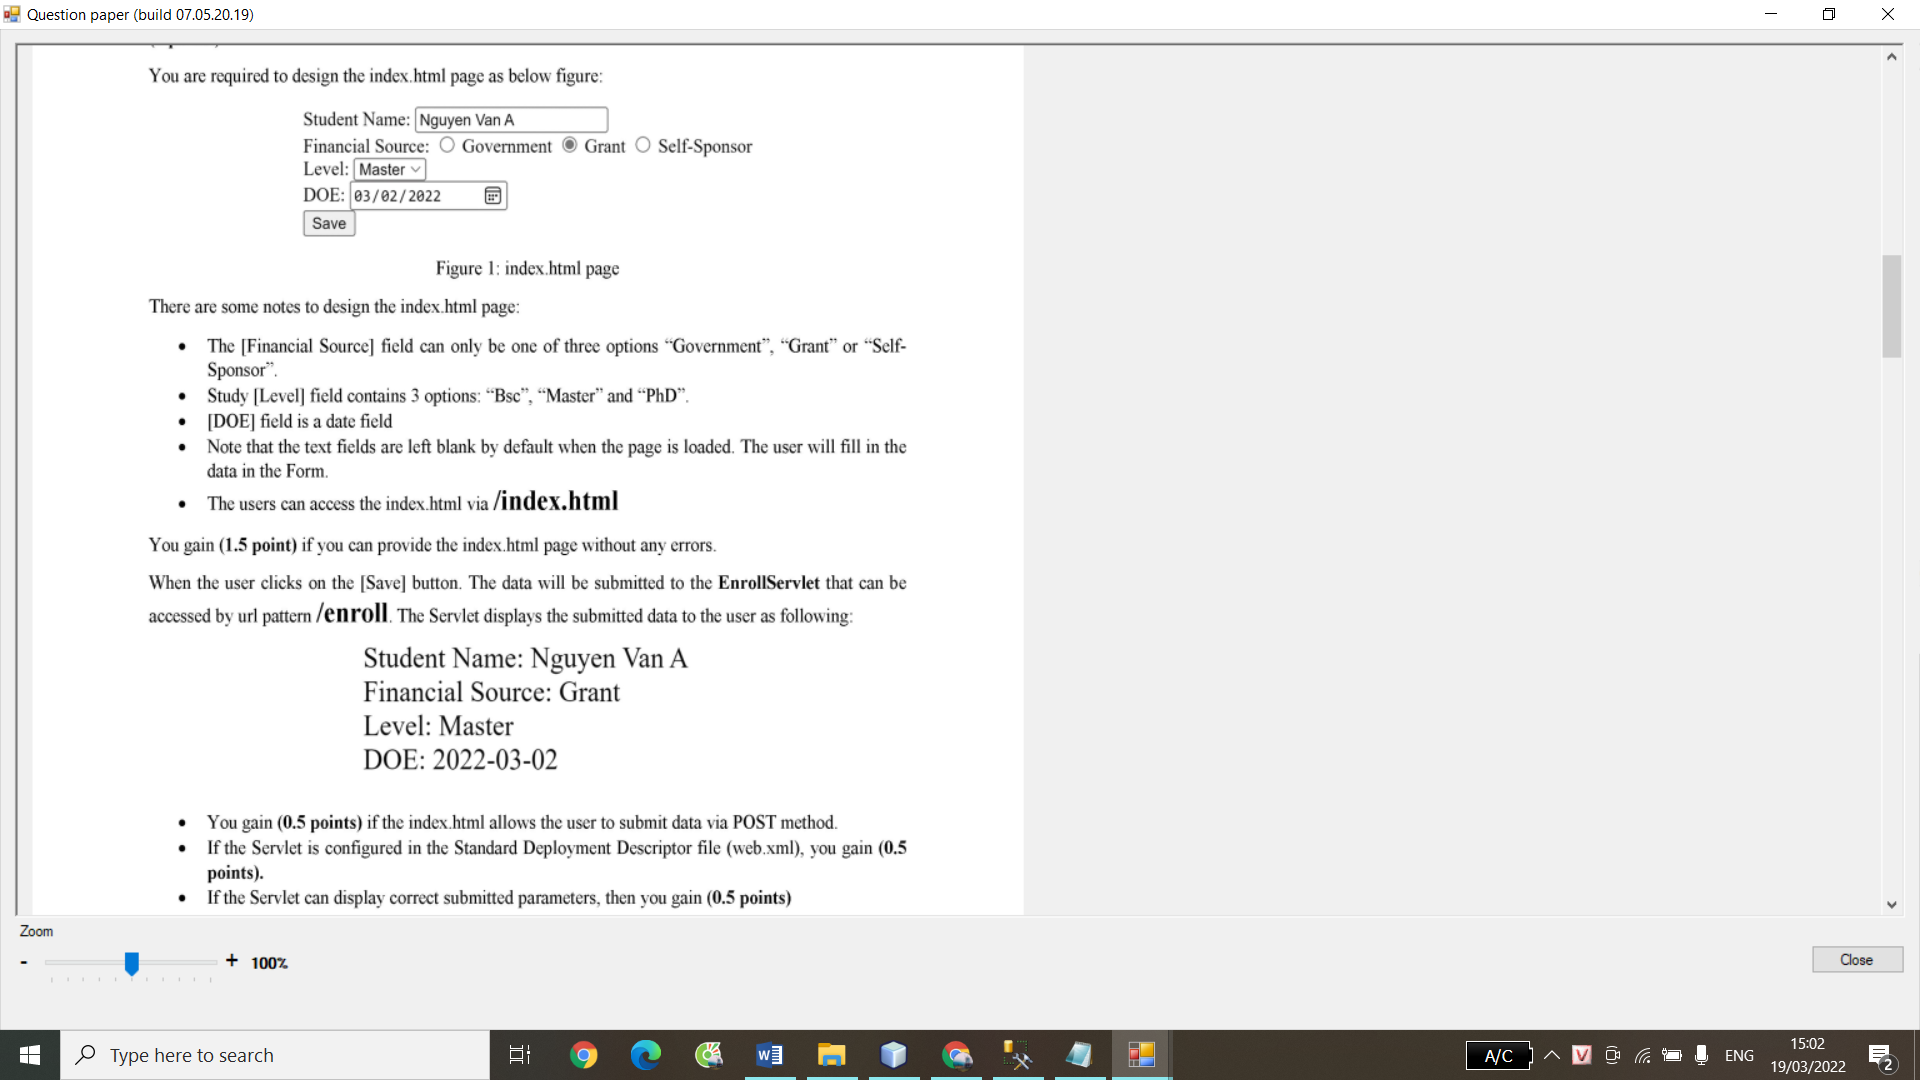 Question paper (build 07.05.20.19)
You are required to design the index.html page as below figure:
Student Name: Nguyen Van A
Financial Source: Government Grant Self-Sponsor
Level: Master
DOE: 03/02/2022
Save
Figure 1: index.html page
There are some notes to design the index.html page:
• The [Financial Source] field can only be one of three options “Government”, “Grant” or “Self-
Sponsor”.
• Study [Level] field contains 3 options: “Bsc”, “Master” and “PhD”.
• [DOE] field is a date field
• Note that the text fields are left blank by default when the page is loaded. The user will fill in the
data in the Form.
• The users can access the index.html via /index.html
You gain (1.5 point) if you can provide the index.html page without any errors.
When the user clicks on the [Save] button. The data will be submitted to the EnrollServlet that can be
accessed by url pattern /enroll. The Servlet displays the submitted data to the user as following:
Student Name: Nguyen Van A
Financial Source: Grant
Level: Master
DOE: 2022-03-02
• You gain (0.5 points) if the index.html allows the user to submit data via POST method.
• If the Servlet is configured in the Standard Deployment Descriptor file (web.xml), you gain (0.5
points).
• If the Servlet can display correct submitted parameters, then you gain (0.5 points)
Zoom
- + 100%
Close
Type here to search
A/C
ENG
15:02
19/03/2022
2